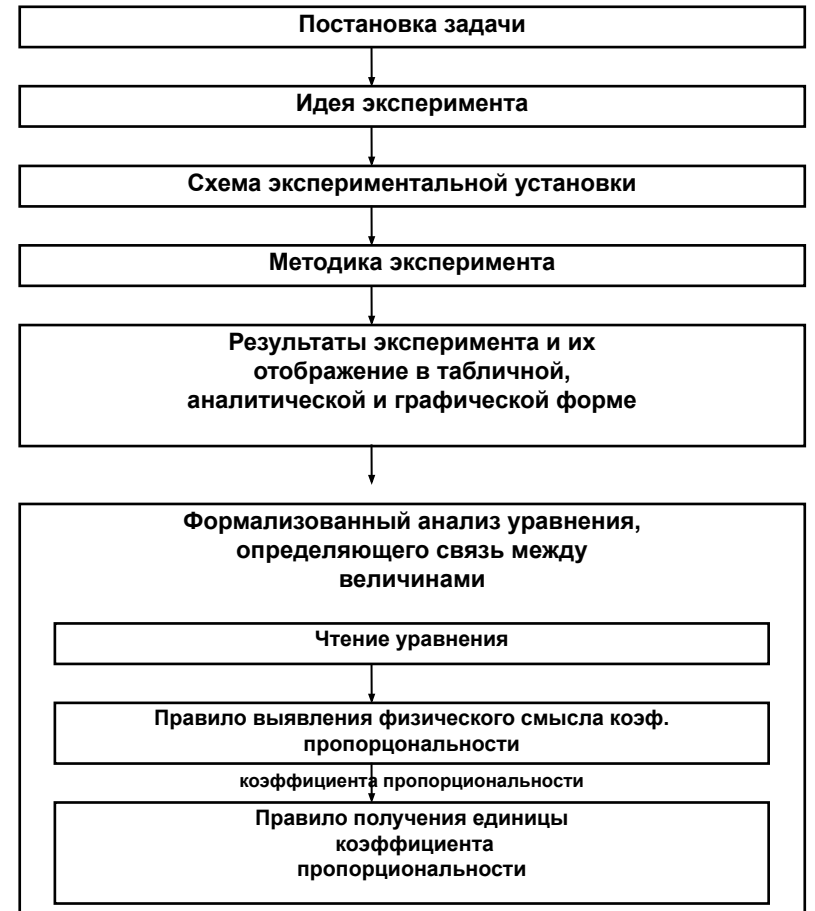 Постановка задачи
Идея эксперимента
Схема экспериментальной установки
Методика эксперимента
Результаты эксперимента и их
отображение в табличной,
аналитической и графической форме
Формализованный анализ уравнения,
определяющего связь между
величинами
Чтение уравнения
Правило выявления физического смысла коэф.
пропорцональности
коэффициента пропорциональности
Правило получения единицы
коэффициента
пропорциональности